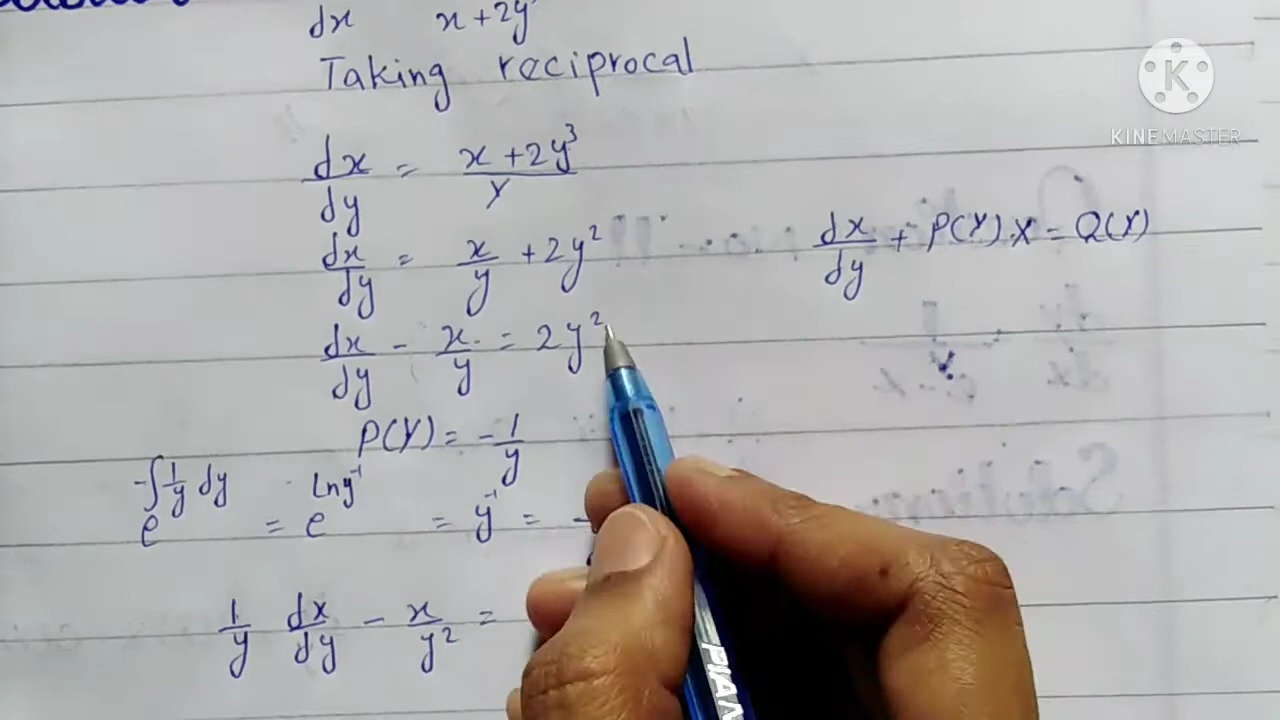 dx x+2y
Taking reciprocal
K
KINEMASTER
dx/dy = x+2y³/y
dx/dy = x/y + 2y²
dx/dy + P(Y).X = Q(Y)
dx/dy - x/y = 2y²
P(Y) = -1/y
e^-∫1/y dy = e^Lny⁻¹ = y⁻¹ = -
1/y dx/dy - x/y² =